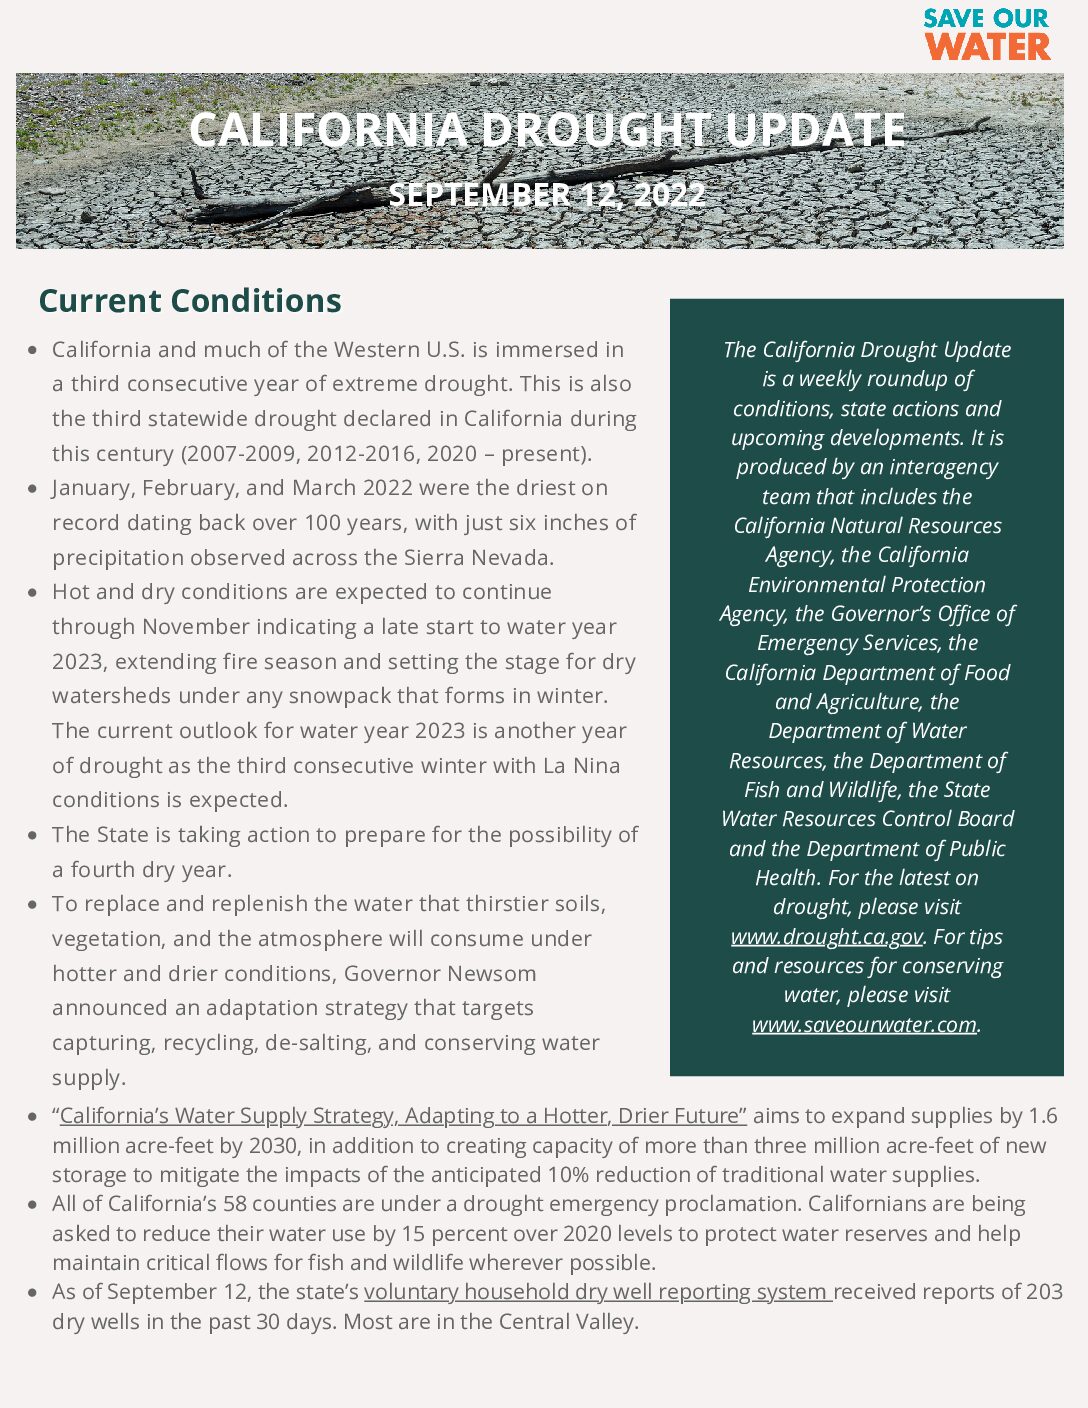 SAVE OUR
WATER
CALIFORNIA DROUGHT UPDATE
SEPTEMBER 12, 2022
Current Conditions
• California and much of the Western U.S. is immersed in
a third consecutive year of extreme drought. This is also
the third statewide drought declared in California during
this century (2007-2009, 2012-2016, 2020 – present).
• January, February, and March 2022 were the driest on
record dating back over 100 years, with just six inches of
precipitation observed across the Sierra Nevada.
• Hot and dry conditions are expected to continue
through November indicating a late start to water year
2023, extending fire season and setting the stage for dry
watersheds under any snowpack that forms in winter.
The current outlook for water year 2023 is another year
of drought as the third consecutive winter with La Nina
conditions is expected.
• The State is taking action to prepare for the possibility of
a fourth dry year.
• To replace and replenish the water that thirstier soils,
vegetation, and the atmosphere will consume under
hotter and drier conditions, Governor Newsom
announced an adaptation strategy that targets
capturing, recycling, de-salting, and conserving water
supply.
• “California’s Water Supply Strategy, Adapting to a Hotter, Drier Future” aims to expand supplies by 1.6
million acre-feet by 2030, in addition to creating capacity of more than three million acre-feet of new
storage to mitigate the impacts of the anticipated 10% reduction of traditional water supplies.
• All of California’s 58 counties are under a drought emergency proclamation. Californians are being
asked to reduce their water use by 15 percent over 2020 levels to protect water reserves and help
maintain critical flows for fish and wildlife wherever possible.
• As of September 12, the state’s voluntary household dry well reporting system received reports of 203
dry wells in the past 30 days. Most are in the Central Valley.
The California Drought Update
is a weekly roundup of
conditions, state actions and
upcoming developments. It is
produced by an interagency
team that includes the
California Natural Resources
Agency, the California
Environmental Protection
Agency, the Governor’s Office of
Emergency Services, the
California Department of Food
and Agriculture, the
Department of Water
Resources, the Department of
Fish and Wildlife, the State
Water Resources Control Board
and the Department of Public
Health. For the latest on
drought, please visit
www.drought.ca.gov. For tips
and resources for conserving
water, please visit
www.saveourwater.com.